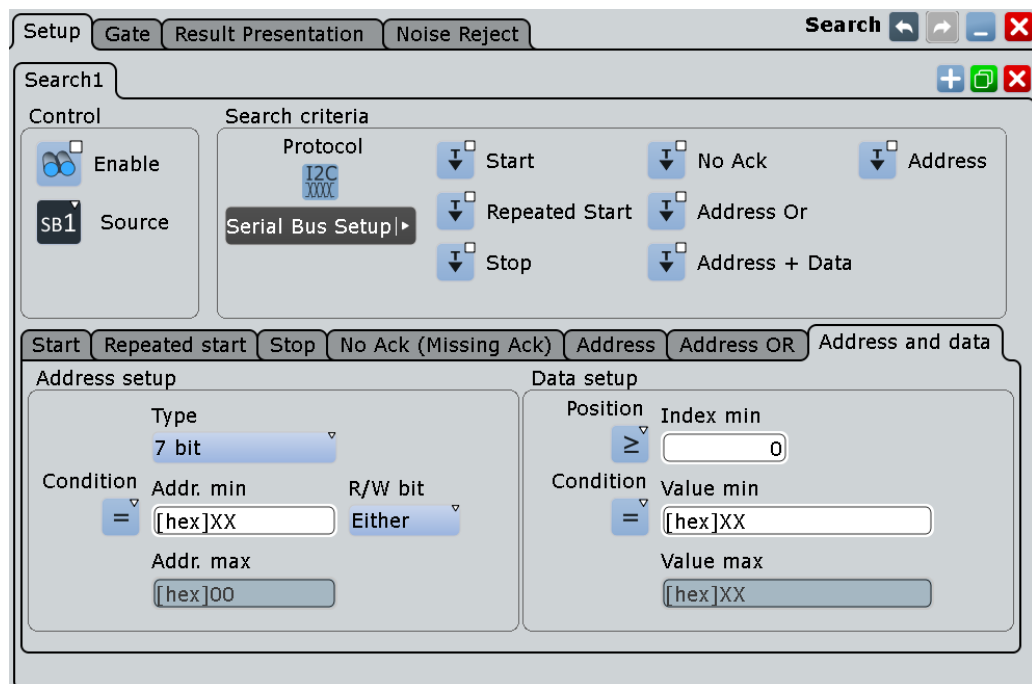 Setup Gate Result Presentation Noise Reject Search
Search1
Control
Enable
SB1 Source
Search criteria
Protocol
I2C
Serial Bus Setup
T Start
T Repeated Start
T Stop
T No Ack
T Address Or
T Address + Data
T Address
Start Repeated start Stop No Ack (Missing Ack) Address Address OR Address and data
Address setup
Type
7 bit
Condition Addr. min R/W bit
= [hex]XX Either
Addr. max
[hex]00
Data setup
Position Index min
≥ 0
Condition Value min
= [hex]XX
Value max
[hex]XX